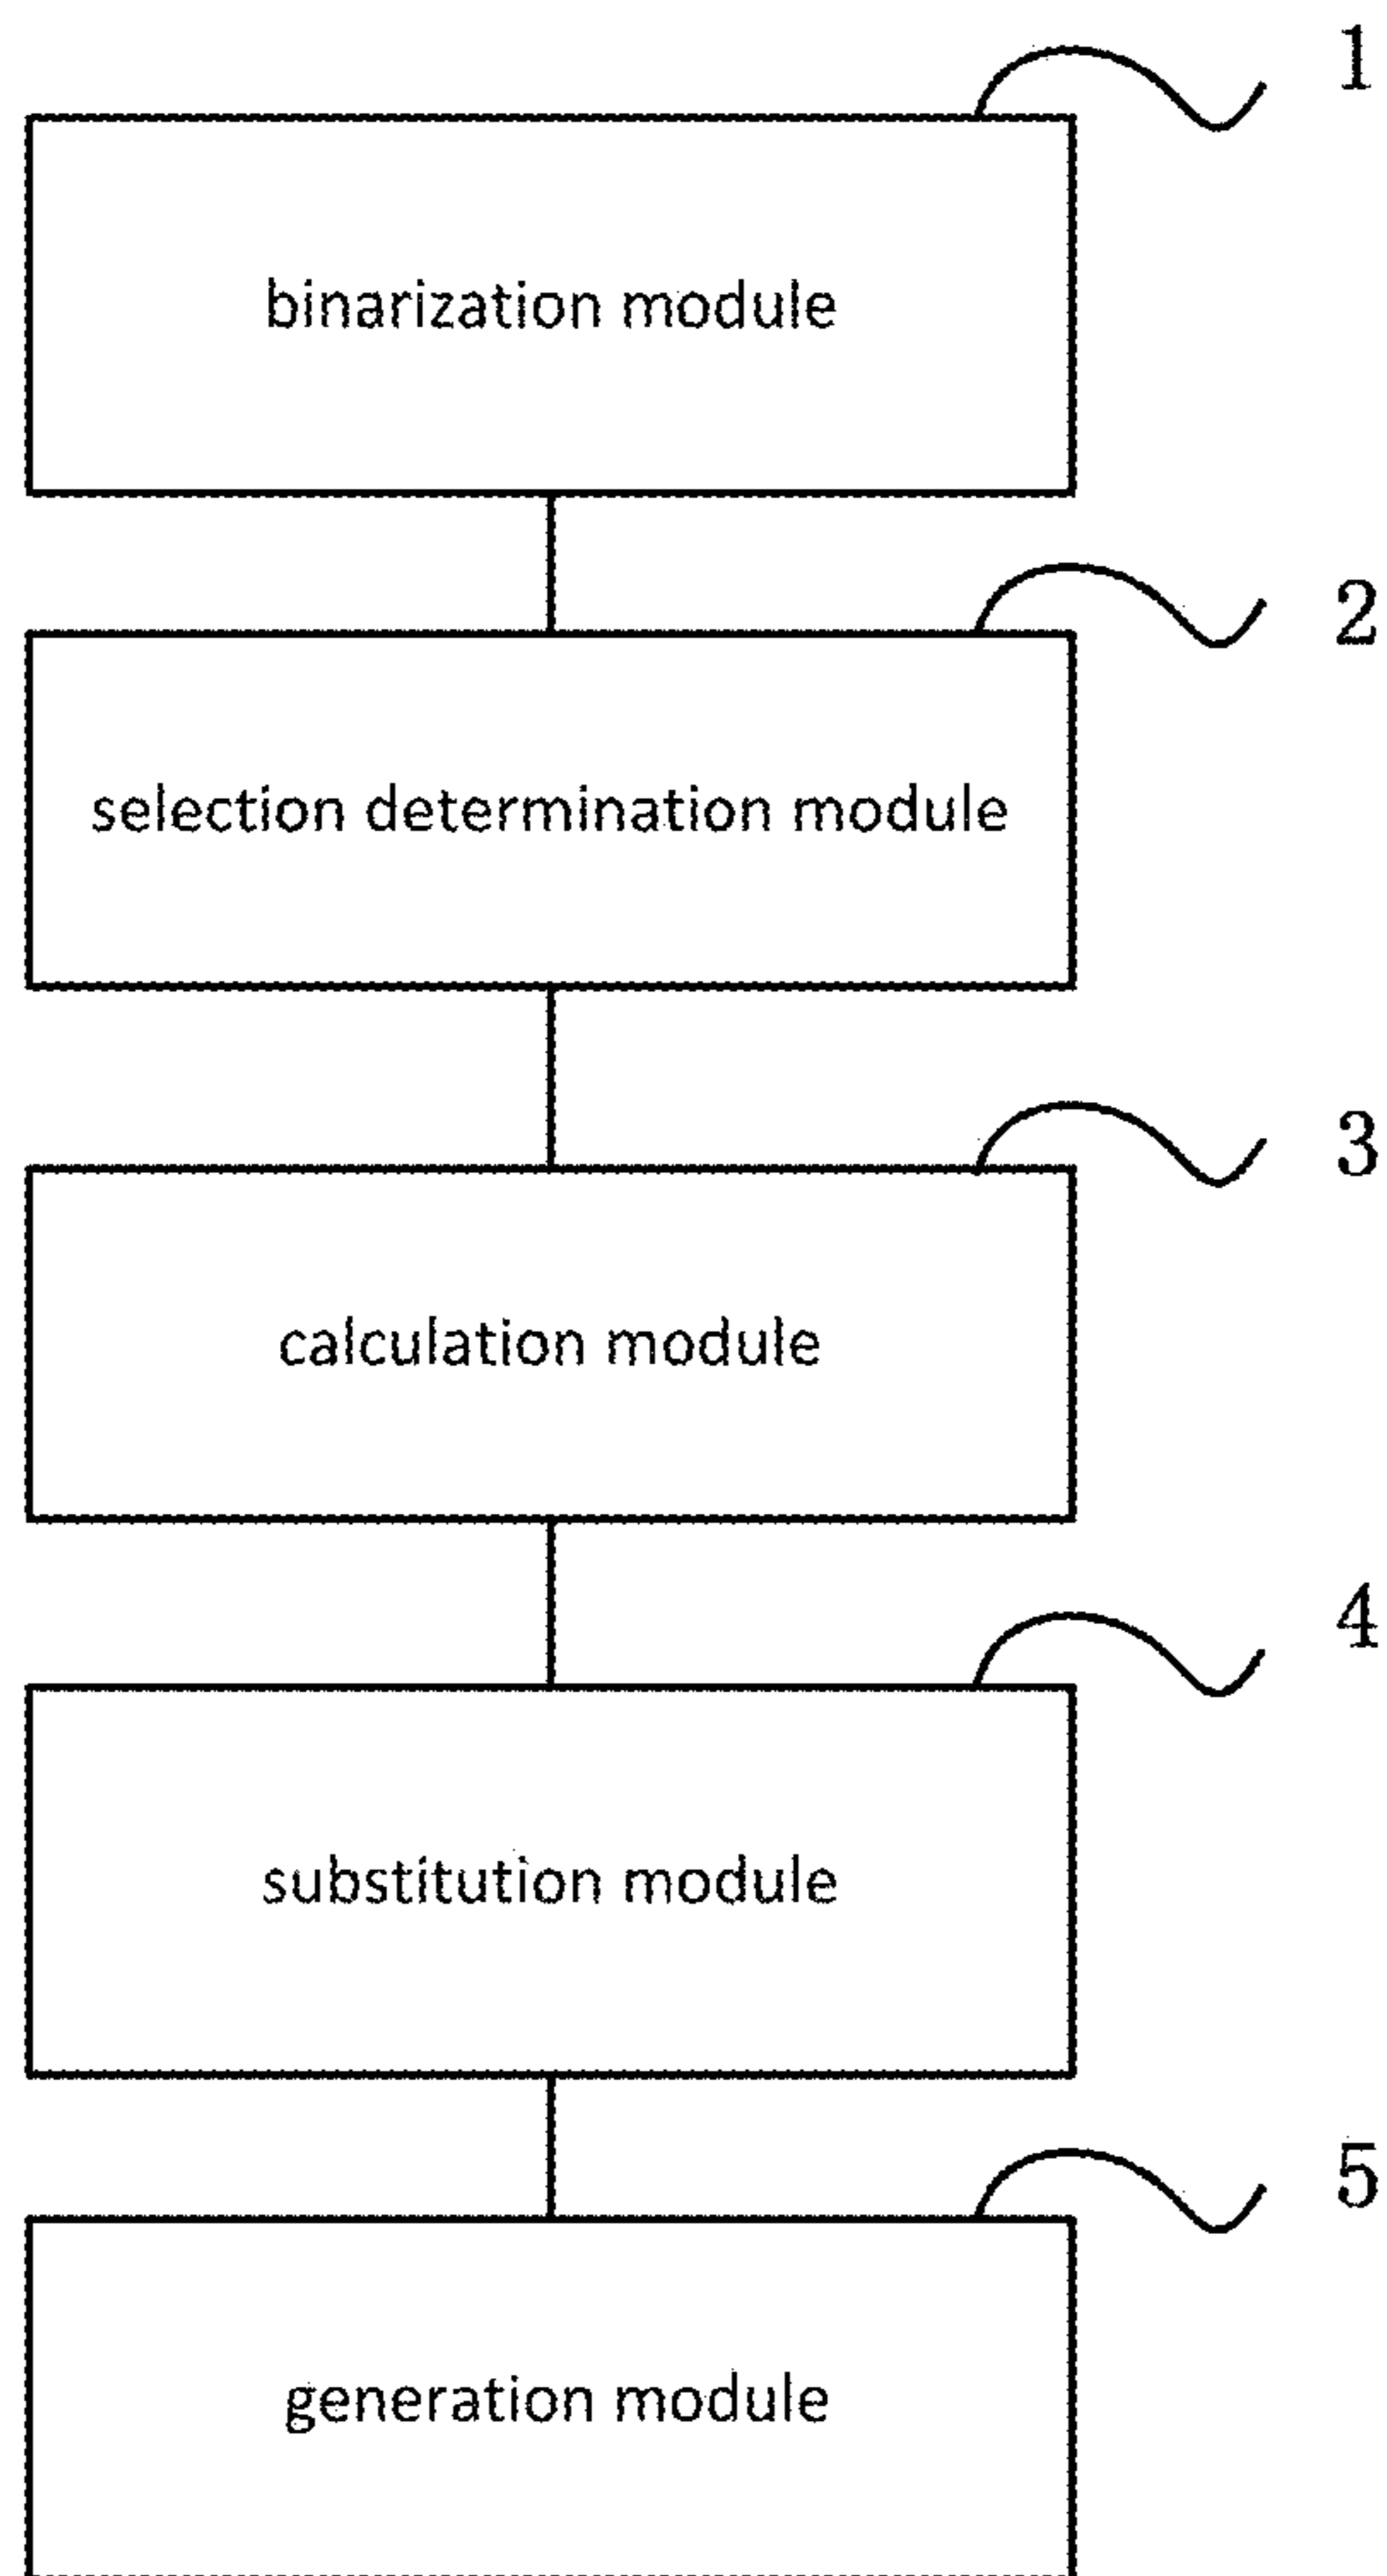 1
binarization module
2
selection determination module
3
calculation module
4
substitution module
5
generation module